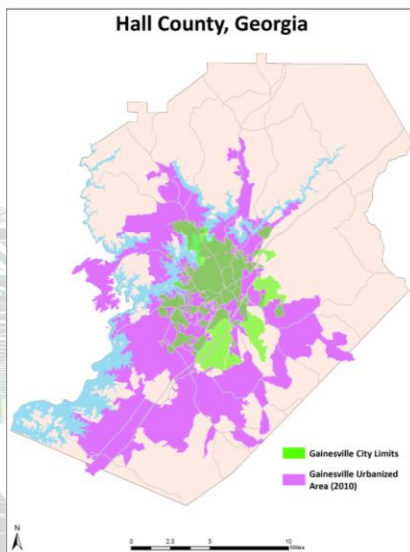 Hall County, Georgia
Gainesville City Limits
Gainesville Urbanized
Area (2010)
N
0 2.5 5 10
Miles